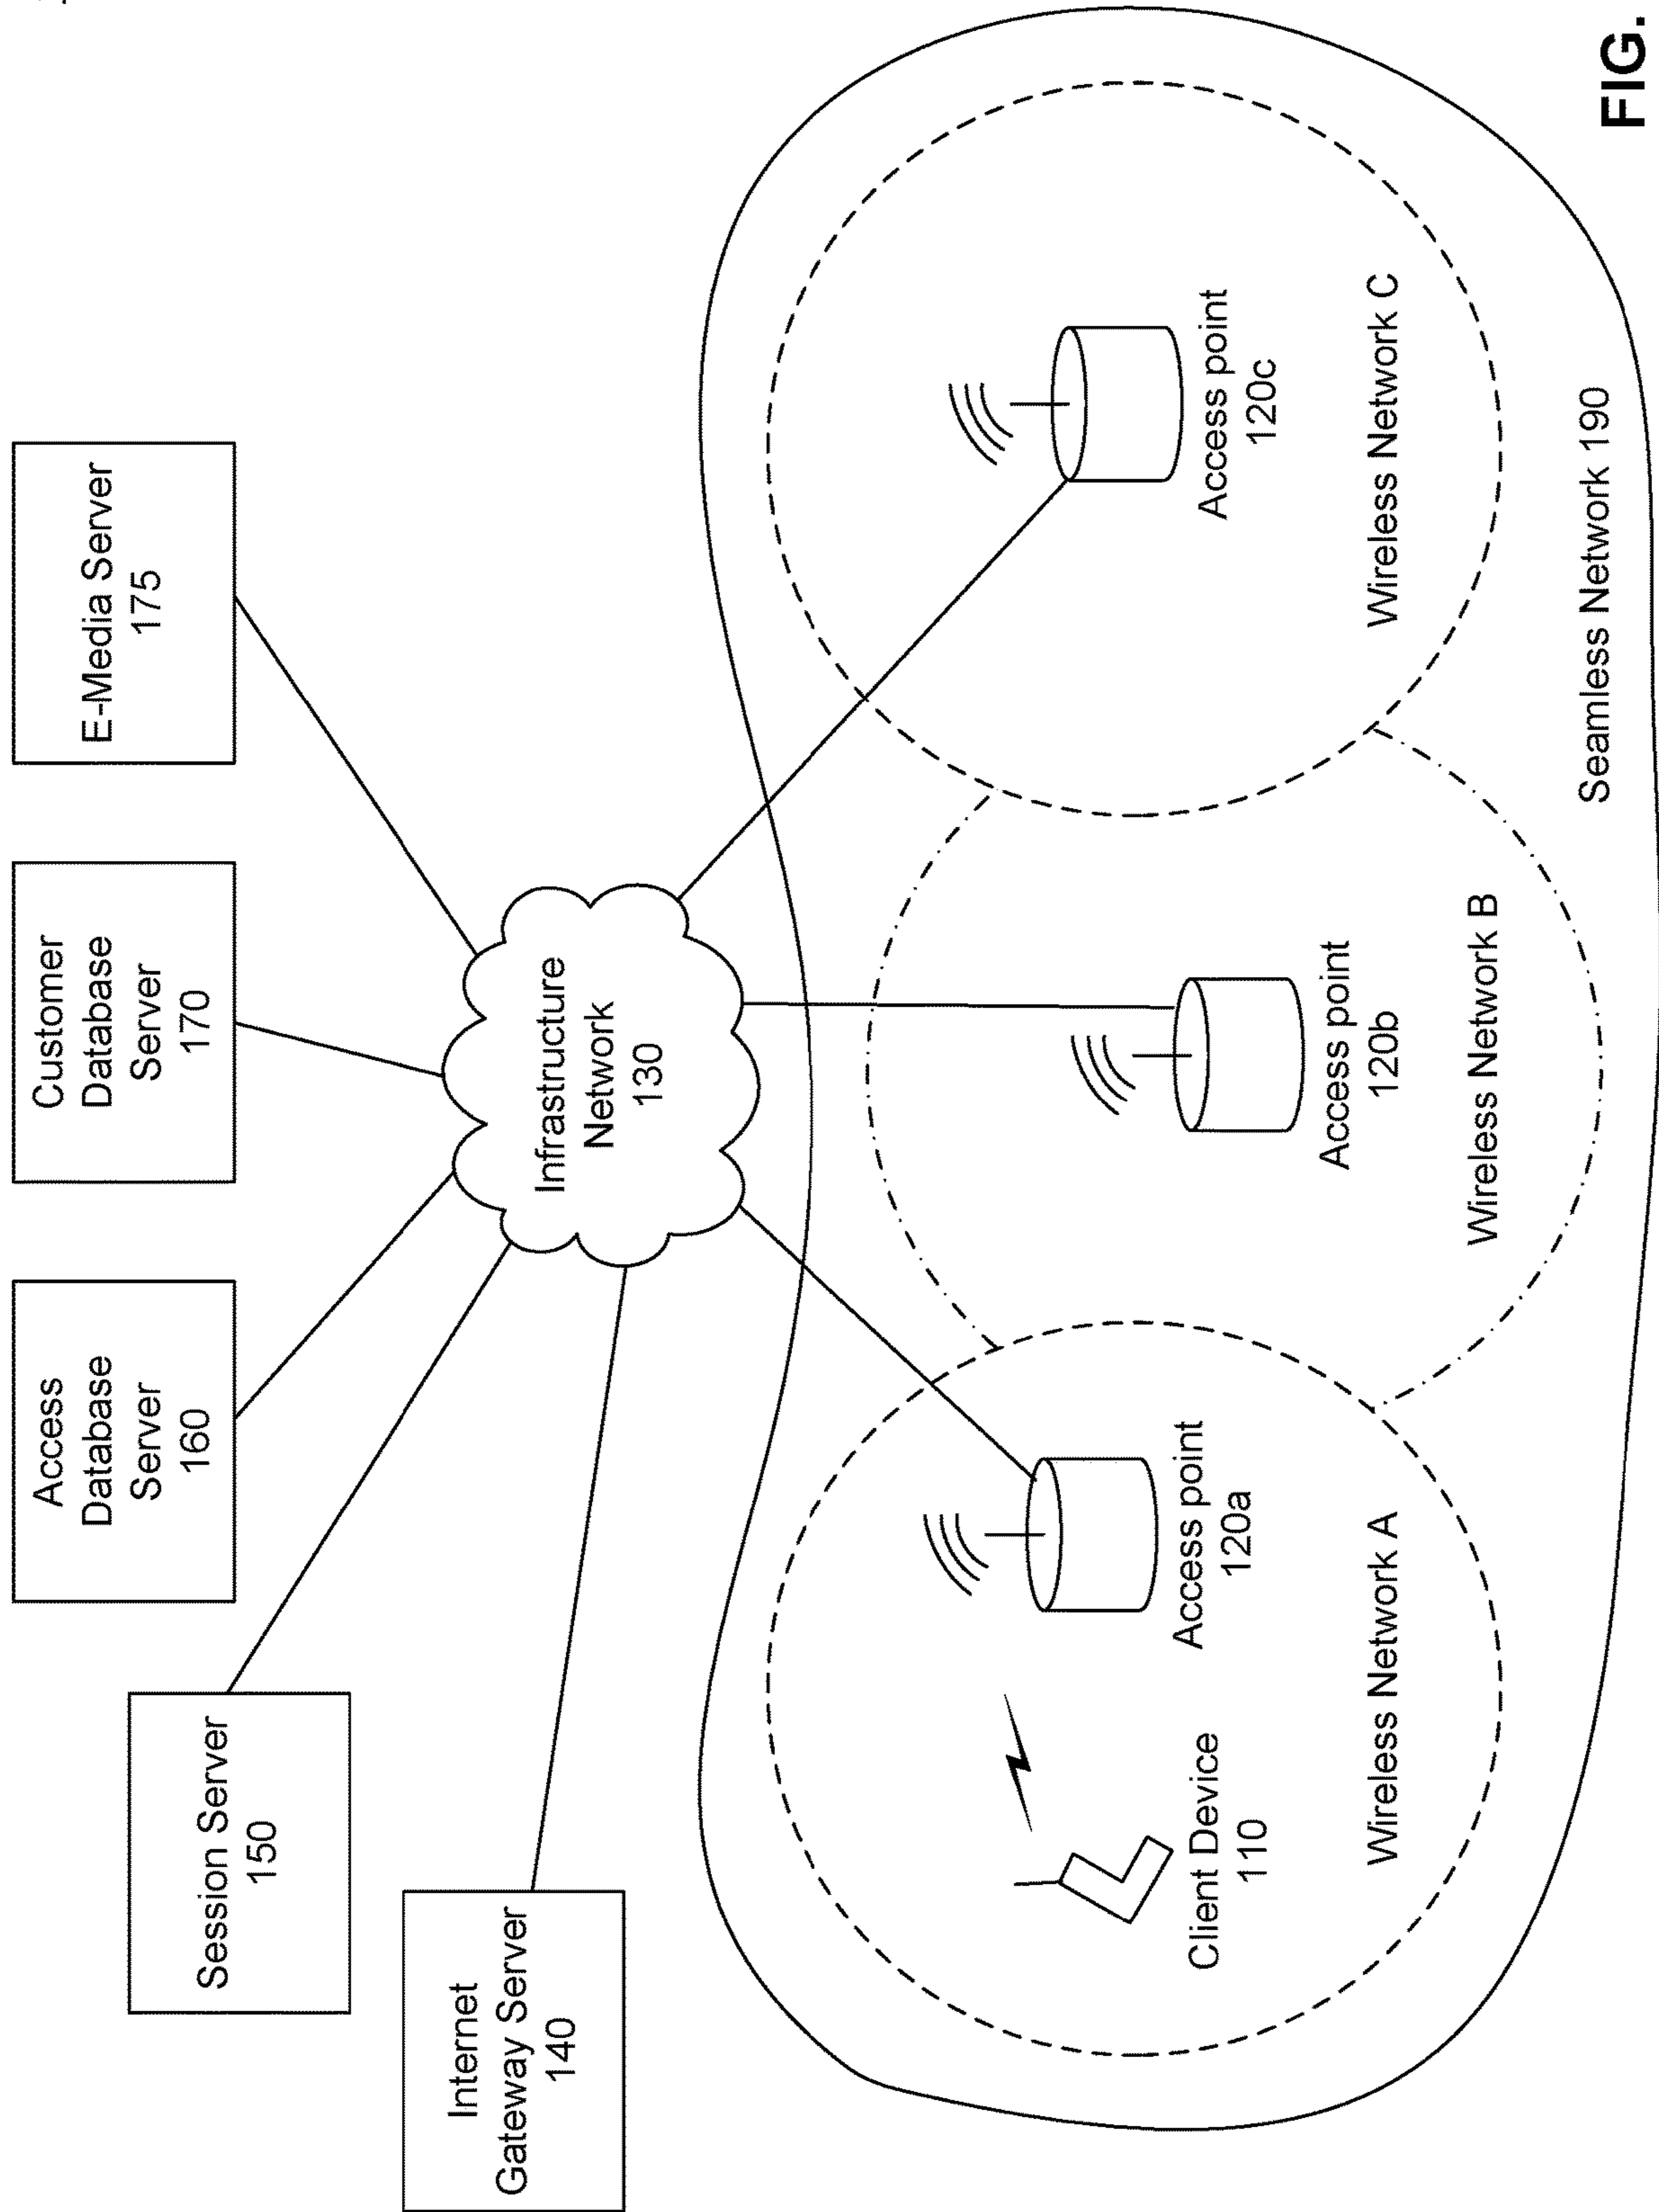 Internet
Gateway Server
140
Session Server
150
Access
Database
Server
160
Customer
Database
Server
170
E-Media Server
175
Infrastructure
Network
130
Client Device
110
Access point
120a
Wireless Network A
Access point
120b
Wireless Network B
Access point
120c
Wireless Network C
Seamless Network 190
FIG.